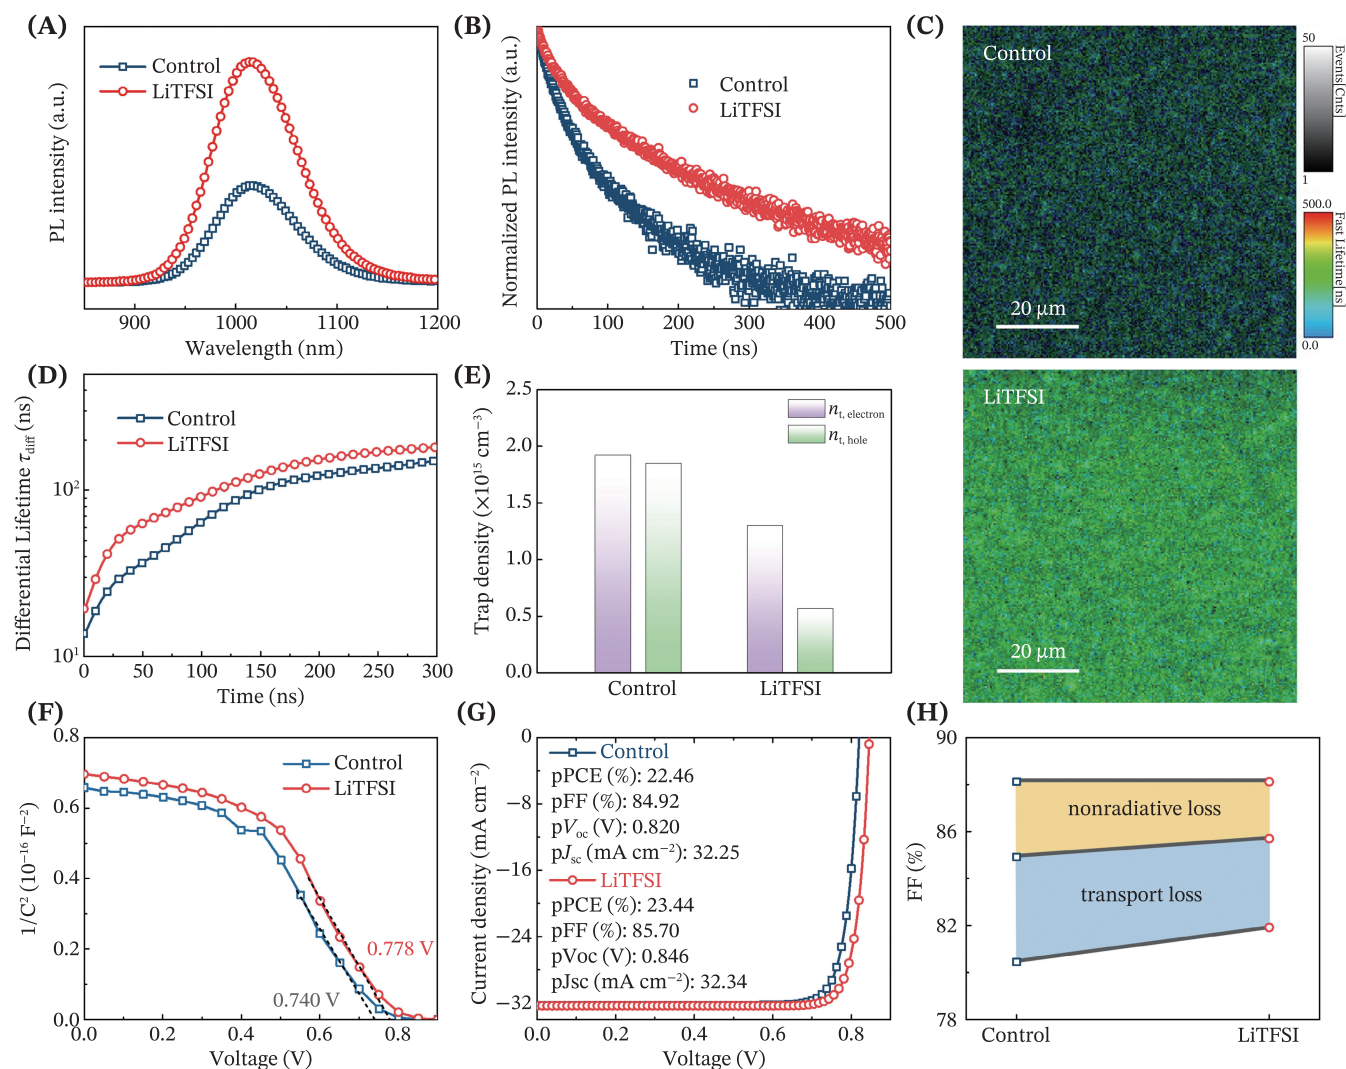 (A)
Control
LiTFSI
PL intensity (a.u.)
900
1000
1100
1200
Wavelength (nm)
(B)
Control
LiTFSI
Normalized PL intensity (a.u.)
0
100
200
300
400
500
Time (ns)
(C)
Control
20 μm
50
Events[Cnts]
1
500.0
Fast Lifetime[ns]
0.0
LiTFSI
20 μm
(D)
Control
LiTFSI
Differential Lifetime τdiff (ns)
10²
10¹
0
50
100
150
200
250
300
Time (ns)
(E)
nt, electron
nt, hole
Trap density (×10¹⁵ cm⁻³)
2.5
2.0
1.5
1.0
0.5
0.0
Control
LiTFSI
(F)
Control
LiTFSI
1/C² (10⁻¹⁶ F⁻²)
0.8
0.6
0.4
0.2
0.0
0.778 V
0.740 V
0.0
0.2
0.4
0.6
0.8
Voltage (V)
(G)
Control
pPCE (%): 22.46
pFF (%): 84.92
pVoc (V): 0.820
pJsc (mA cm⁻²): 32.25
LiTFSI
pPCE (%): 23.44
pFF (%): 85.70
pVoc (V): 0.846
pJsc (mA cm⁻²): 32.34
Current density (mA cm⁻²)
0
−8
−16
−24
−32
0.0
0.2
0.4
0.6
0.8
Voltage (V)
(H)
nonradiative loss
transport loss
FF (%)
90
86
82
78
Control
LiTFSI